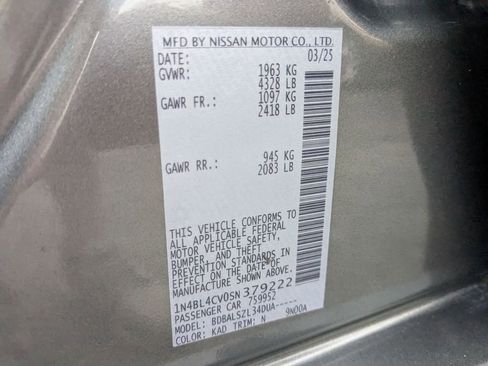 MFD BY NISSAN MOTOR CO., LTD.
DATE: 03/25
GVWR: 1963 KG
4328 LB
GAWR FR.: 1097 KG
2418 LB
GAWR RR.: 945 KG
2083 LB
THIS VEHICLE CONFORMS TO
ALL APPLICABLE FEDERAL
MOTOR VEHICLE SAFETY,
BUMPER, AND THEFT
PREVENTION STANDARDS IN
EFFECT ON THE DATE OF
MANUFACTURE SHOWN ABOVE.
1N4BL4CV0SN379222
PASSENGER CAR 759952
MODEL: BDBALSZL34DUA-----
COLOR: KAD TRIM: N 9N00A